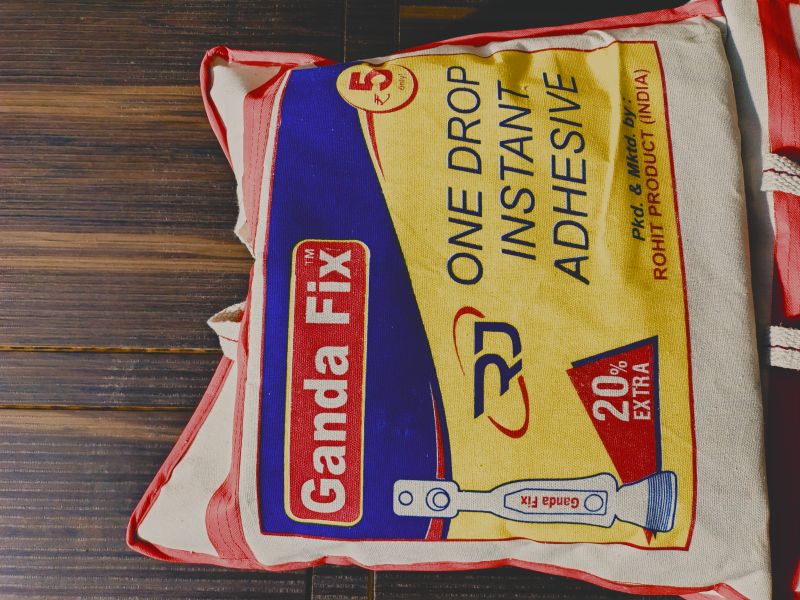 ₹ 5 only!
Ganda Fix™
ONE DROP
INSTANT
ADHESIVE
Pkd. & Mktd. by :
ROHIT PRODUCT (INDIA)
RJ
20%
EXTRA
Ganda Fix